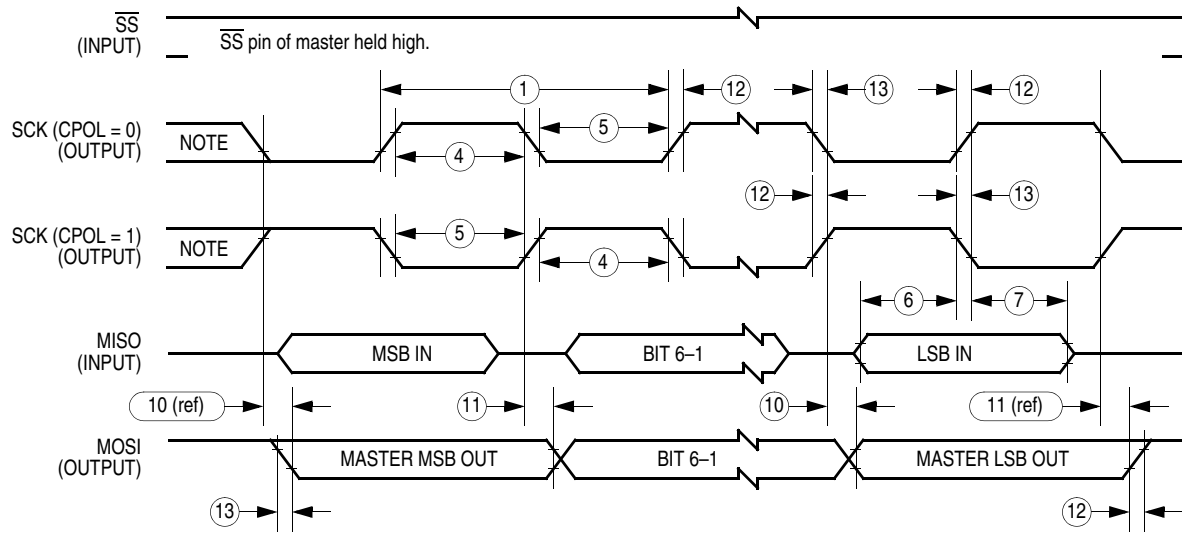 SS
(INPUT)
SS pin of master held high.
1
12
13
12
SCK (CPOL = 0)
(OUTPUT)
NOTE
5
4
12
13
SCK (CPOL = 1)
(OUTPUT)
NOTE
5
4
6
7
MISO
(INPUT)
MSB IN
BIT 6–1
LSB IN
10 (ref)
11
10
11 (ref)
MOSI
(OUTPUT)
MASTER MSB OUT
BIT 6–1
MASTER LSB OUT
13
12